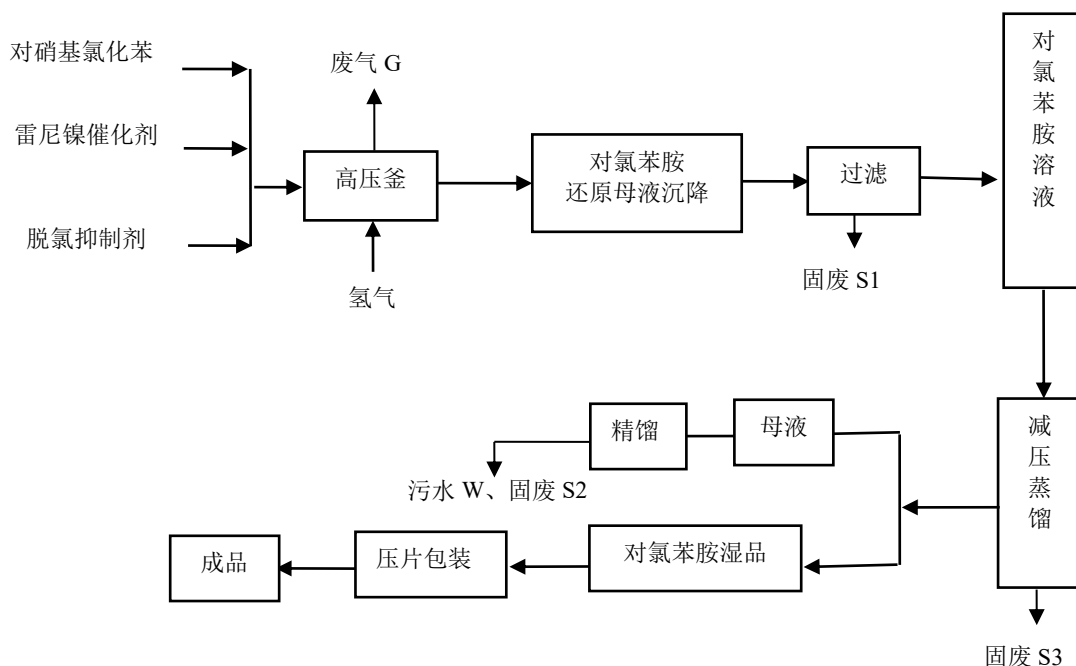 对硝基氯化苯
雷尼镍催化剂
脱氯抑制剂
废气 G
高压釜
氢气
对氯苯胺
还原母液沉降
过滤
固废 S1
对
氯
苯
胺
溶
液
减
压
蒸
馏
固废 S3
母液
精馏
污水 W、固废 S2
对氯苯胺湿品
压片包装
成品